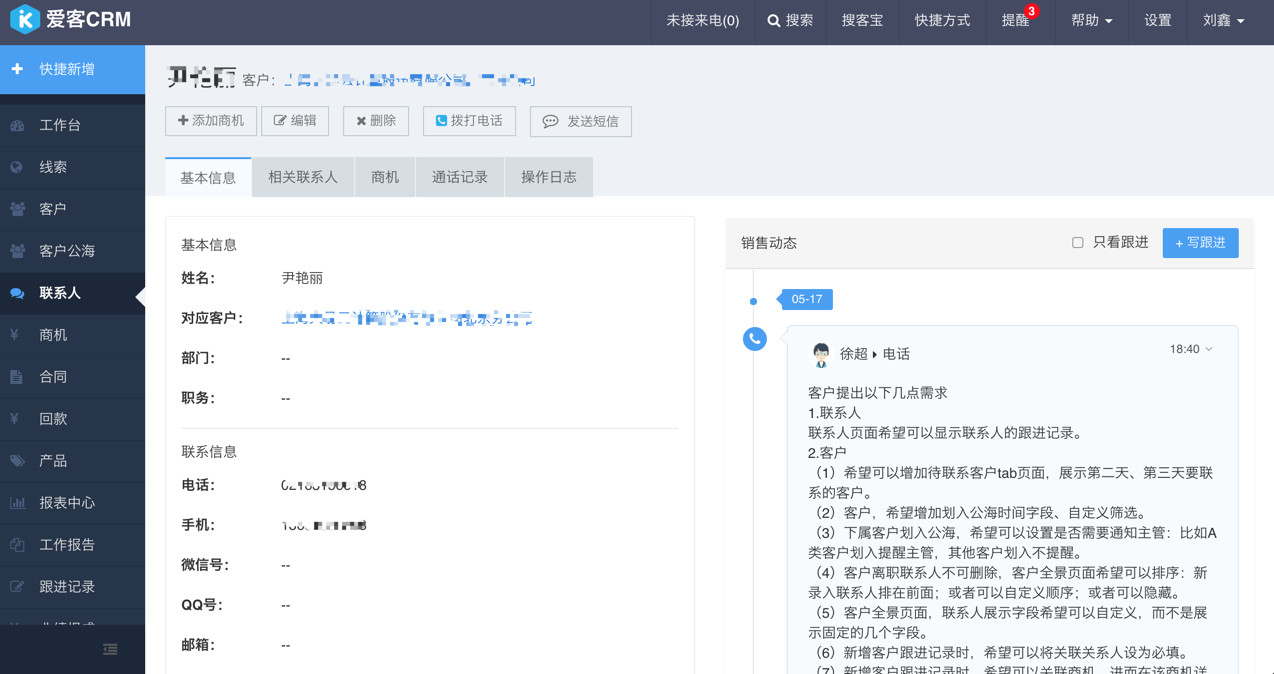 爱客CRM
未接来电(0)
搜索
搜客宝
快捷方式
提醒
3
帮助
设置
刘鑫
+ 快捷新增
工作台
线索
客户
客户公海
联系人
商机
合同
回款
产品
报表中心
工作报告
跟进记录
尹艳丽 客户：
添加商机
编辑
删除
拨打电话
发送短信
基本信息
相关联系人
商机
通话记录
操作日志
基本信息
姓名： 尹艳丽
对应客户：
部门： --
职务： --
联系信息
电话：
手机：
微信号： --
QQ号： --
邮箱： --
销售动态
只看跟进
+ 写跟进
05-17
徐超 电话
18:40
客户提出以下几点需求
1.联系人
联系人页面希望可以显示联系人的跟进记录。
2.客户
（1）希望可以增加待联系客户tab页面，展示第二天、第三天要联
系的客户。
（2）客户，希望增加划入公海时间字段、自定义筛选。
（3）下属客户划入公海，希望可以设置是否需要通知主管：比如A
类客户划入提醒主管，其他客户划入不提醒。
（4）客户离职联系人不可删除，客户全景页面希望可以排序：新
录入联系人排在前面；或者可以自定义顺序；或者可以隐藏。
（5）客户全景页面，联系人展示字段希望可以自定义，而不是展
示固定的几个字段。
（6）新增客户跟进记录时，希望可以将关联关系人设为必填。
（7）新增客户跟进记录时，希望可以关联商机，进而在该商机详